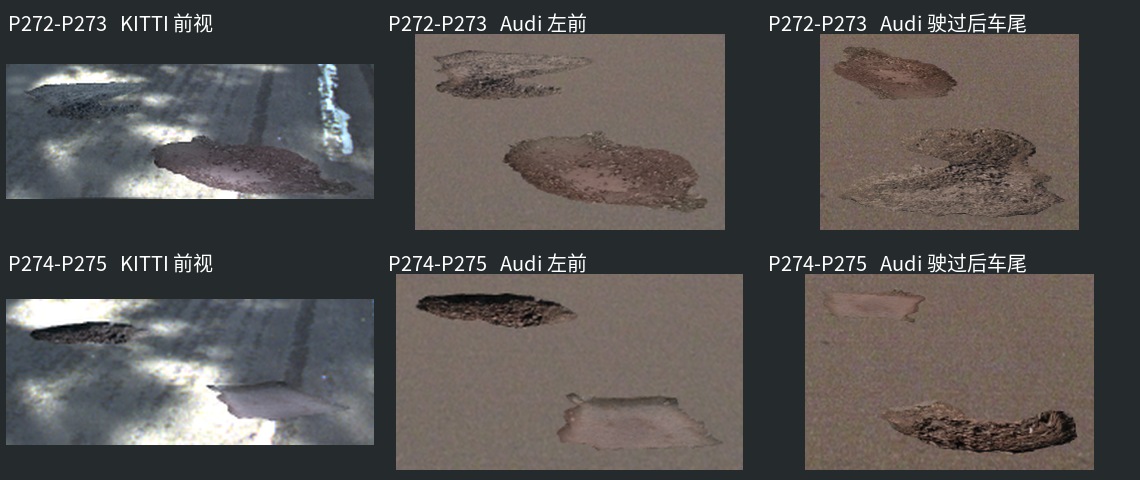 P272-P273 KITTI 前视
P272-P273 Audi 左前
P272-P273 Audi 驶过后车尾
P274-P275 KITTI 前视
P274-P275 Audi 左前
P274-P275 Audi 驶过后车尾